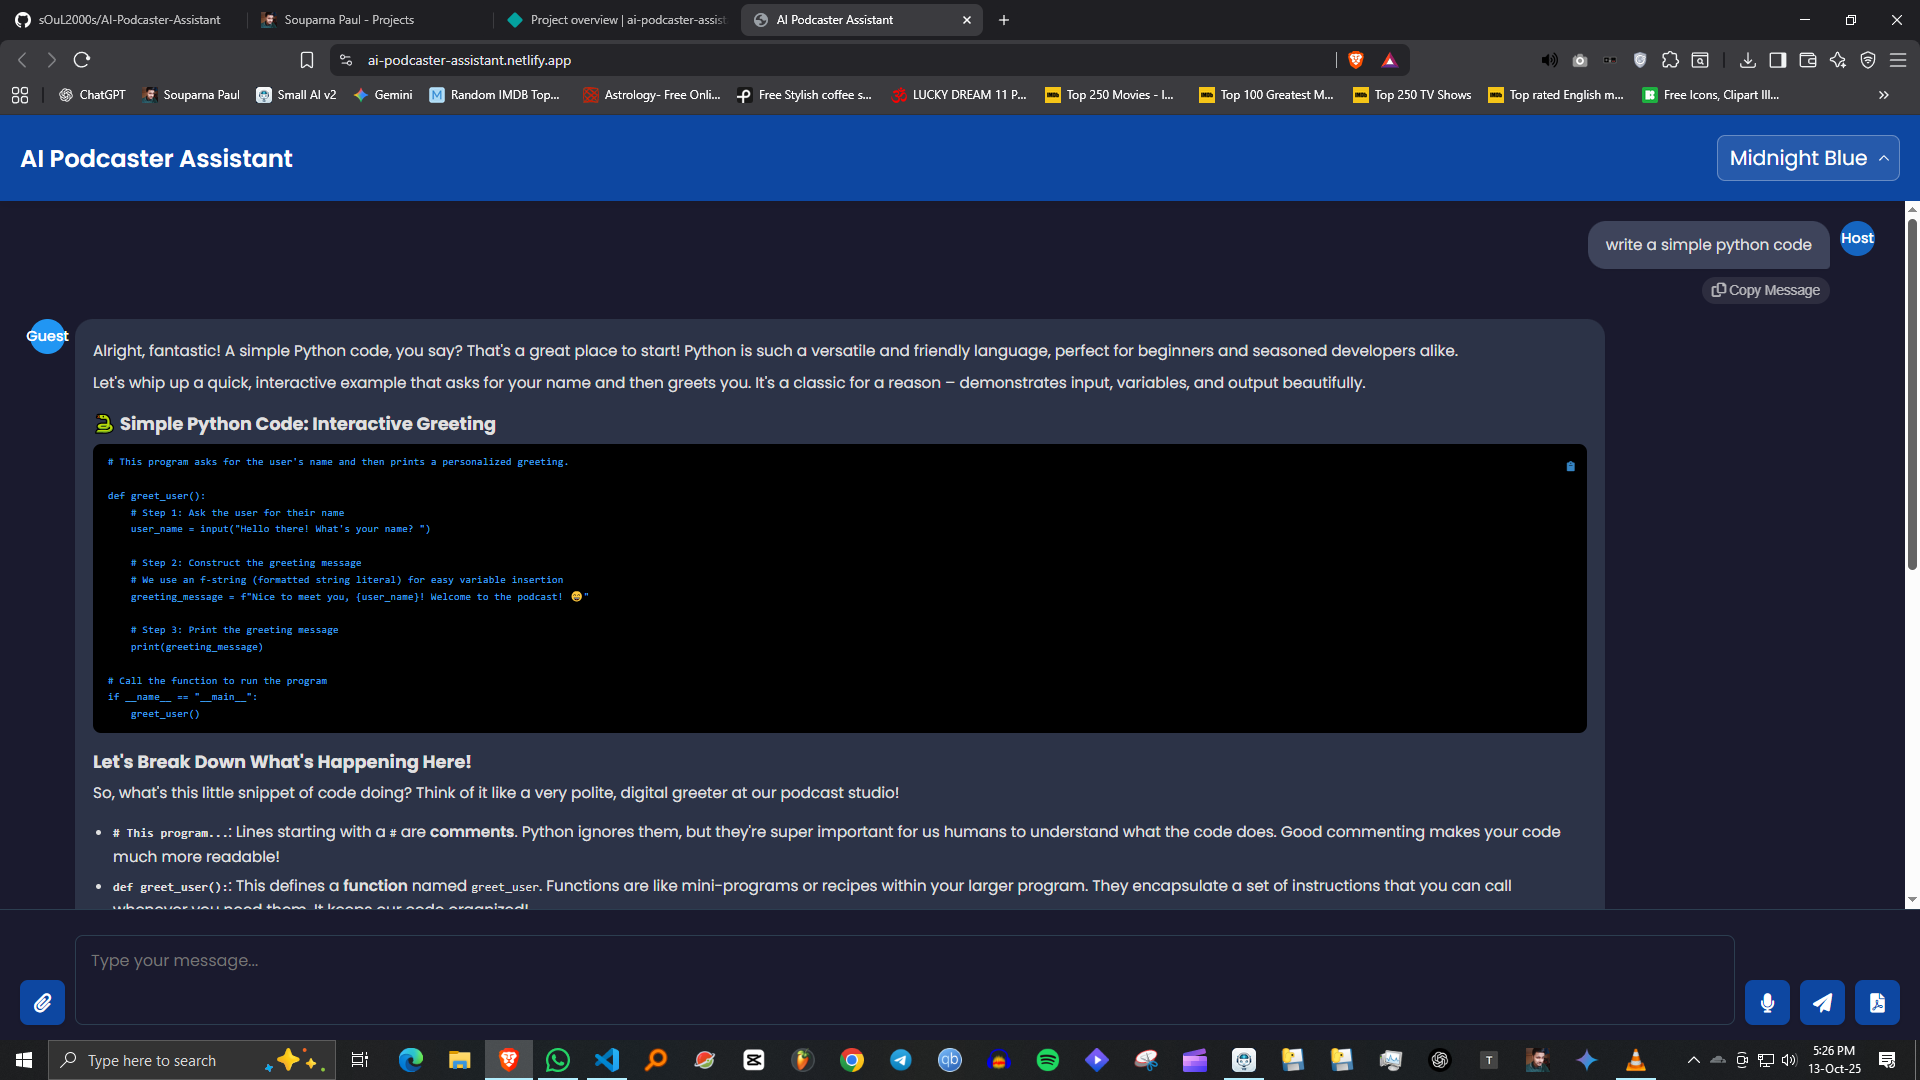 sOuL2000s/AI-Podcaster-Assistant
Souparna Paul - Projects
Project overview | ai-podcaster-assist
AI Podcaster Assistant
ai-podcaster-assistant.netlify.app
ChatGPT
Souparna Paul
Small AI v2
Gemini
Random IMDB Top...
Astrology- Free Onli...
Free Stylish coffee s...
LUCKY DREAM 11 P...
Top 250 Movies - I...
Top 100 Greatest M...
Top 250 TV Shows
Top rated English m...
Free Icons, Clipart Ill...
AI Podcaster Assistant
Midnight Blue
write a simple python code
Host
Copy Message
Guest
Alright, fantastic! A simple Python code, you say? That's a great place to start! Python is such a versatile and friendly language, perfect for beginners and seasoned developers alike.
Let's whip up a quick, interactive example that asks for your name and then greets you. It's a classic for a reason – demonstrates input, variables, and output beautifully.
🐍 Simple Python Code: Interactive Greeting
# This program asks for the user's name and then prints a personalized greeting.
def greet_user():
# Step 1: Ask the user for their name
user_name = input("Hello there! What's your name? ")
# Step 2: Construct the greeting message
# We use an f-string (formatted string literal) for easy variable insertion
greeting_message = f"Nice to meet you, {user_name}! Welcome to the podcast! 😄"
# Step 3: Print the greeting message
print(greeting_message)
# Call the function to run the program
if __name__ == "__main__":
greet_user()
Let's Break Down What's Happening Here!
So, what's this little snippet of code doing? Think of it like a very polite, digital greeter at our podcast studio!
• # This program...: Lines starting with a # are comments. Python ignores them, but they're super important for us humans to understand what the code does. Good commenting makes your code
much more readable!
• def greet_user():: This defines a function named greet_user. Functions are like mini-programs or recipes within your larger program. They encapsulate a set of instructions that you can call
whenever you need them. It keeps our code organized!
Type your message...
Type here to search
5:26 PM
13-Oct-25